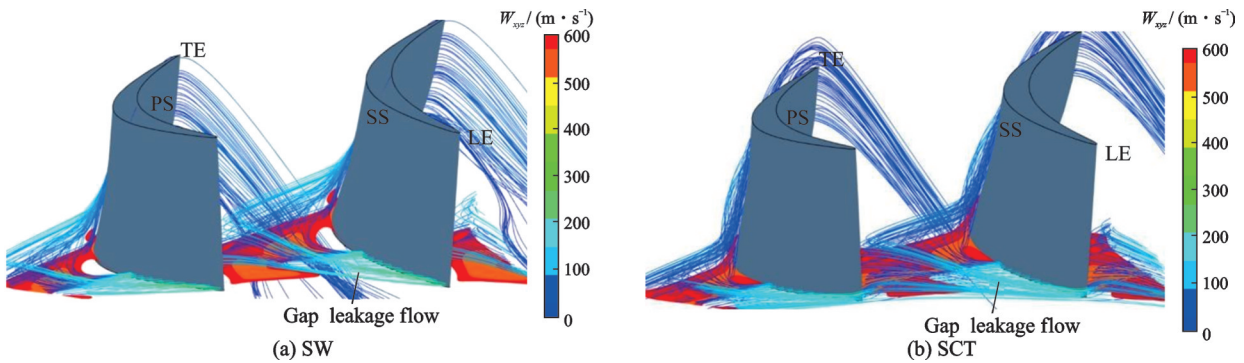 W_xyz / (m · s⁻¹)
600
500
400
300
200
100
0
TE
PS
SS
LE
Gap leakage flow
(a) SW
W_xyz / (m · s⁻¹)
600
500
400
300
200
100
0
TE
PS
SS
LE
Gap leakage flow
(b) SCT